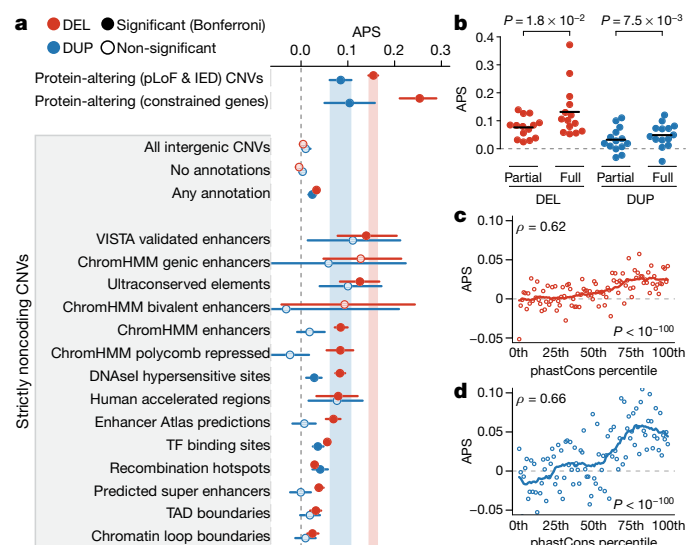 a
DEL
Significant (Bonferroni)
DUP
Non-significant
APS
0.0
0.1
0.2
0.3
Protein-altering (pLoF & IED) CNVs
Protein-altering (constrained genes)
Strictly noncoding CNVs
All intergenic CNVs
No annotations
Any annotation
VISTA validated enhancers
ChromHMM genic enhancers
Ultraconserved elements
ChromHMM bivalent enhancers
ChromHMM enhancers
ChromHMM polycomb repressed
DNAseI hypersensitive sites
Human accelerated regions
Enhancer Atlas predictions
TF binding sites
Recombination hotspots
Predicted super enhancers
TAD boundaries
Chromatin loop boundaries
b
P = 1.8 × 10⁻²
P = 7.5 × 10⁻³
APS
0.4
0.3
0.2
0.1
0.0
Partial
Full
Partial
Full
DEL
DUP
c
ρ = 0.62
APS
0.10
0.05
0
−0.05
P < 10⁻¹⁰⁰
0th
25th
50th
75th
100th
phastCons percentile
d
ρ = 0.66
APS
0.10
0.05
0
−0.05
P < 10⁻¹⁰⁰
0th
25th
50th
75th
100th
phastCons percentile